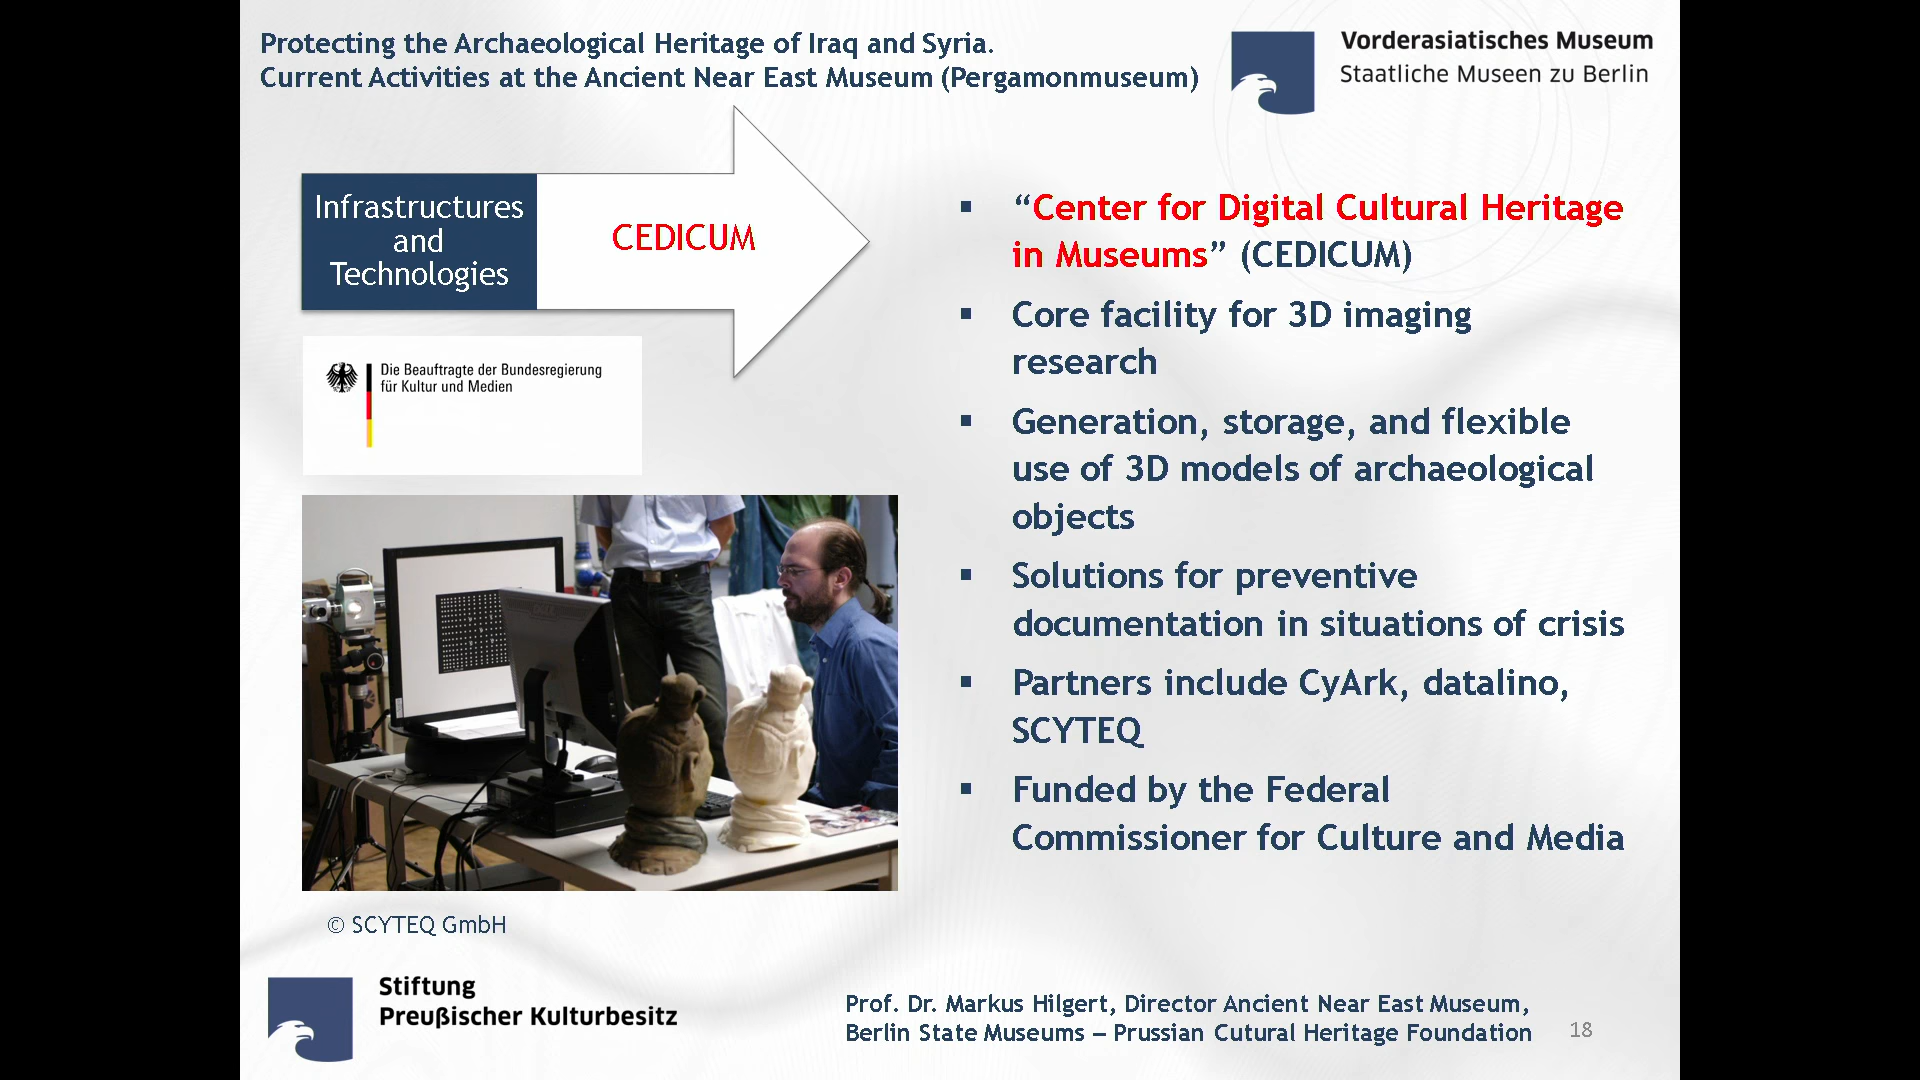 Protecting the Archaeological Heritage of Iraq and Syria.
Current Activities at the Ancient Near East Museum (Pergamonmuseum)
Vorderasiatisches Museum
Staatliche Museen zu Berlin
Infrastructures
and
Technologies
CEDICUM
Die Beauftragte der Bundesregierung
für Kultur und Medien
© SCYTEQ GmbH
▪ “Center for Digital Cultural Heritage
in Museums” (CEDICUM)
▪ Core facility for 3D imaging
research
▪ Generation, storage, and flexible
use of 3D models of archaeological
objects
▪ Solutions for preventive
documentation in situations of crisis
▪ Partners include CyArk, datalino,
SCYTEQ
▪ Funded by the Federal
Commissioner for Culture and Media
Stiftung
Preußischer Kulturbesitz
Prof. Dr. Markus Hilgert, Director Ancient Near East Museum,
Berlin State Museums – Prussian Cutural Heritage Foundation
18